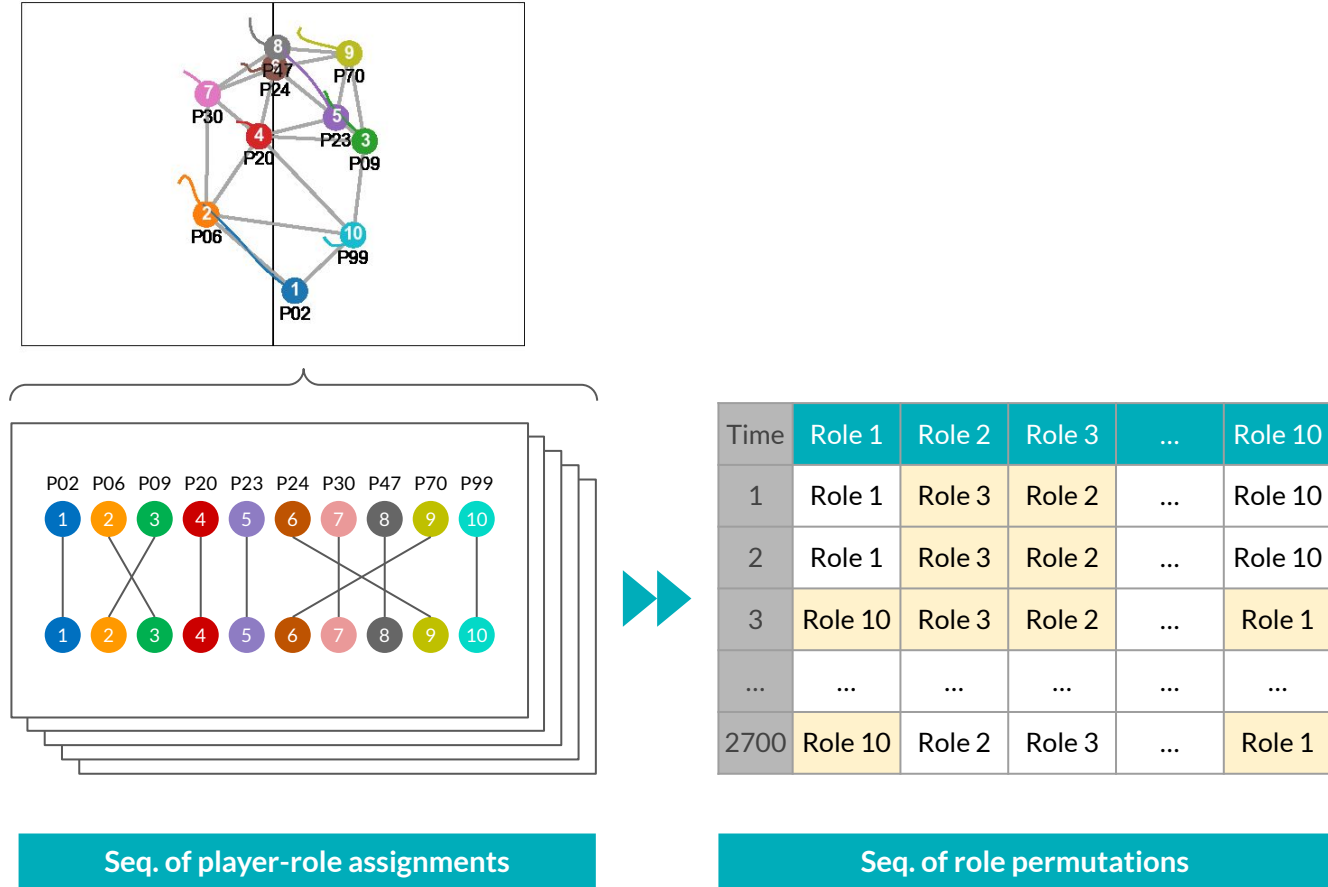 8
9
6
P47
P70
P24
7
P30
5
4
P23
3
P20
P09
2
P06
10
P99
1
P02
P02 P06 P09 P20 P23 P24 P30 P47 P70 P99
1 2 3 4 5 6 7 8 9 10
1 2 3 4 5 6 7 8 9 10
Seq. of player-role assignments
Time Role 1 Role 2 Role 3 ... Role 10
1 Role 1 Role 3 Role 2 ... Role 10
2 Role 1 Role 3 Role 2 ... Role 10
3 Role 10 Role 3 Role 2 ... Role 1
... ... ... ... ... ...
2700 Role 10 Role 2 Role 3 ... Role 1
Seq. of role permutations